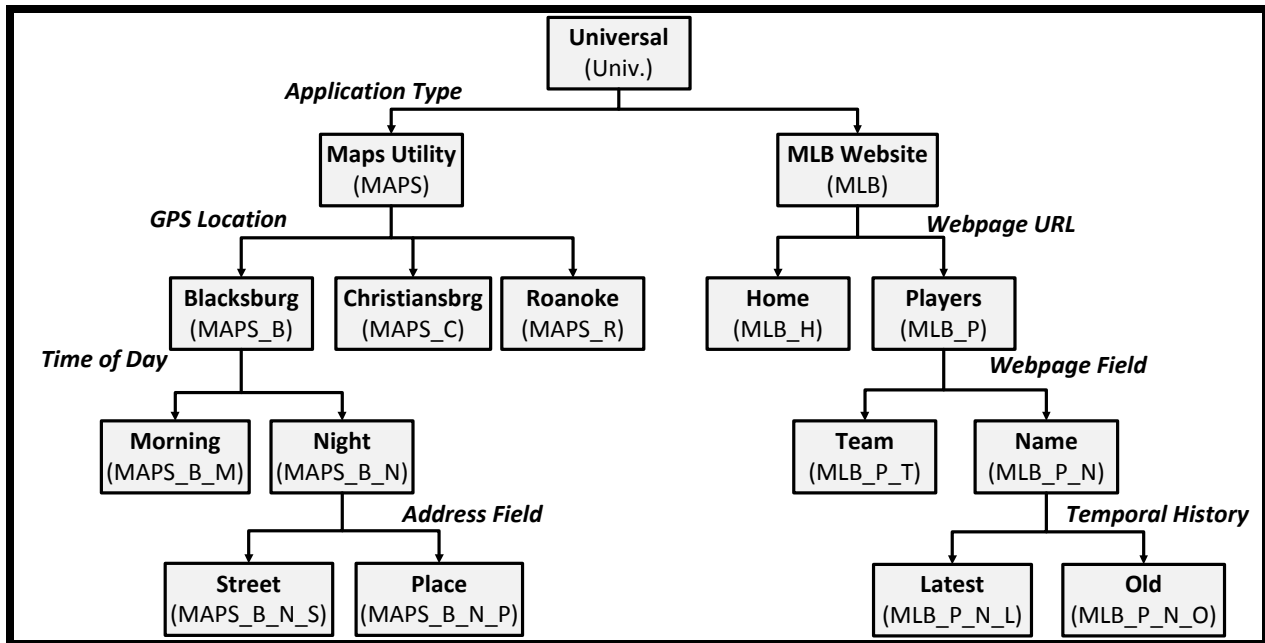 Universal
(Univ.)
Application Type
Maps Utility
(MAPS)
MLB Website
(MLB)
GPS Location
Webpage URL
Blacksburg
(MAPS_B)
Christiansbrg
(MAPS_C)
Roanoke
(MAPS_R)
Home
(MLB_H)
Players
(MLB_P)
Time of Day
Webpage Field
Morning
(MAPS_B_M)
Night
(MAPS_B_N)
Team
(MLB_P_T)
Name
(MLB_P_N)
Address Field
Temporal History
Street
(MAPS_B_N_S)
Place
(MAPS_B_N_P)
Latest
(MLB_P_N_L)
Old
(MLB_P_N_O)